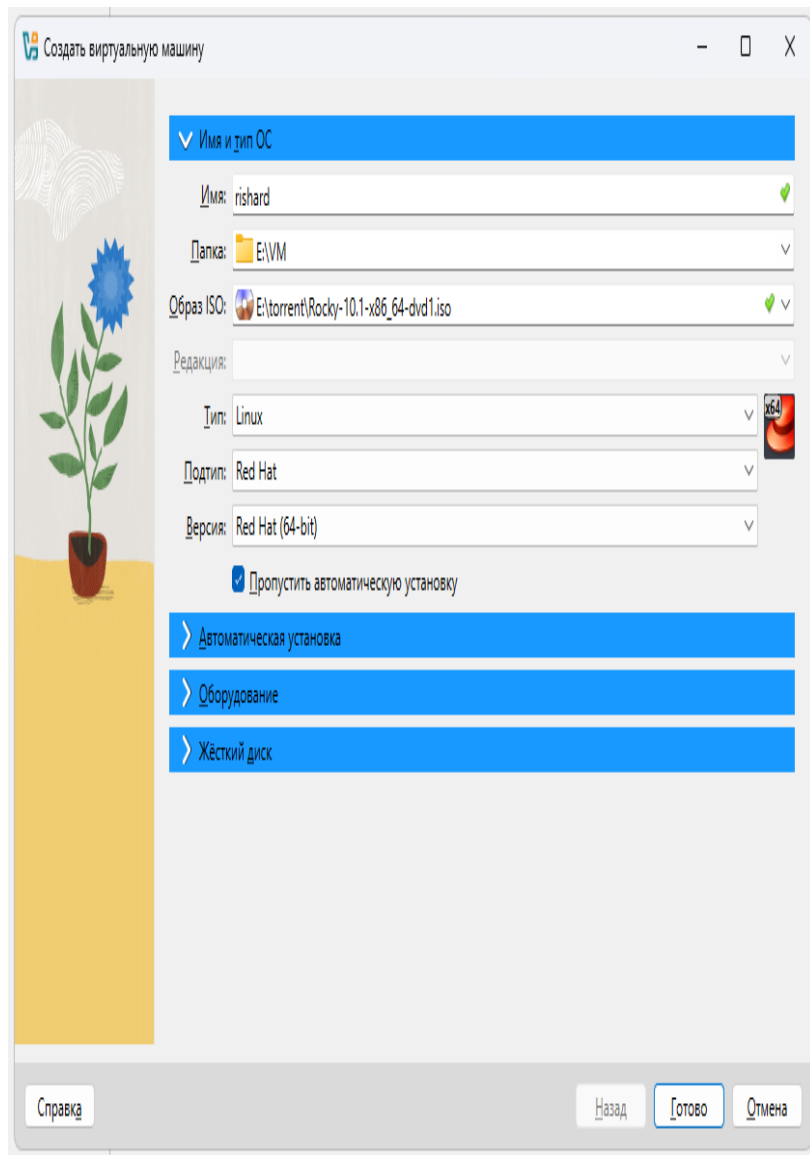 Создать виртуальную машину
Имя и тип ОС
Имя: rishard
Папка: E:\VM
Образ ISO: E:\torrent\Rocky-10.1-x86_64-dvd1.iso
Редакция:
Тип: Linux
x64
Подтип: Red Hat
Версия: Red Hat (64-bit)
Пропустить автоматическую установку
Автоматическая установка
Оборудование
Жёсткий диск
Справка Назад Готово Отмена